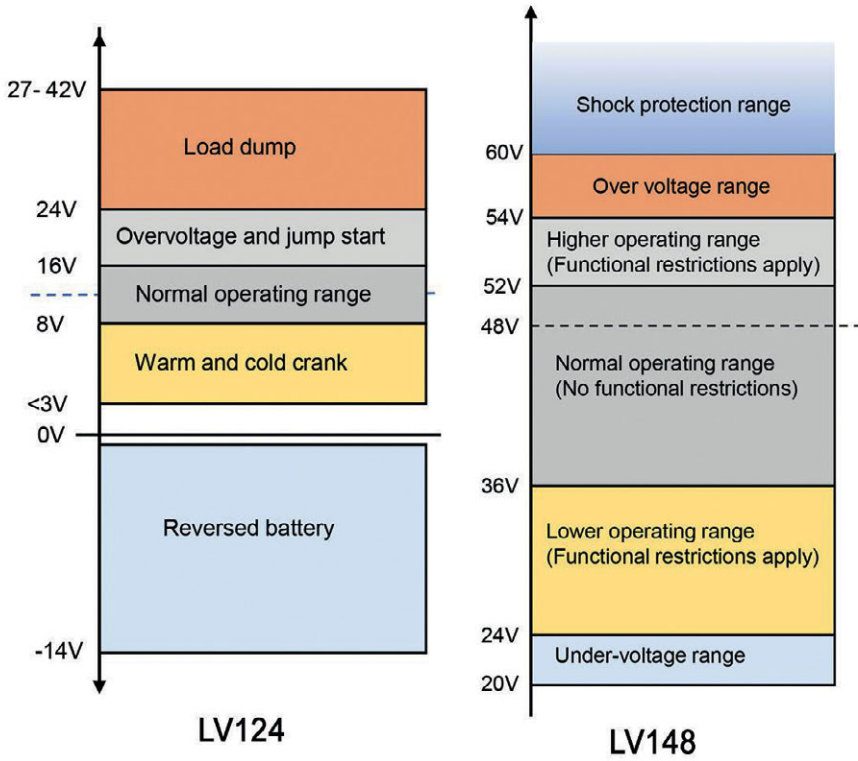 27- 42V
Load dump
24V
Overvoltage and jump start
16V
Normal operating range
8V
Warm and cold crank
<3V
0V
Reversed battery
-14V
LV124
Shock protection range
60V
Over voltage range
54V
Higher operating range
(Functional restrictions apply)
52V
48V
Normal operating range
(No functional restrictions)
36V
Lower operating range
(Functional restrictions apply)
24V
Under-voltage range
20V
LV148